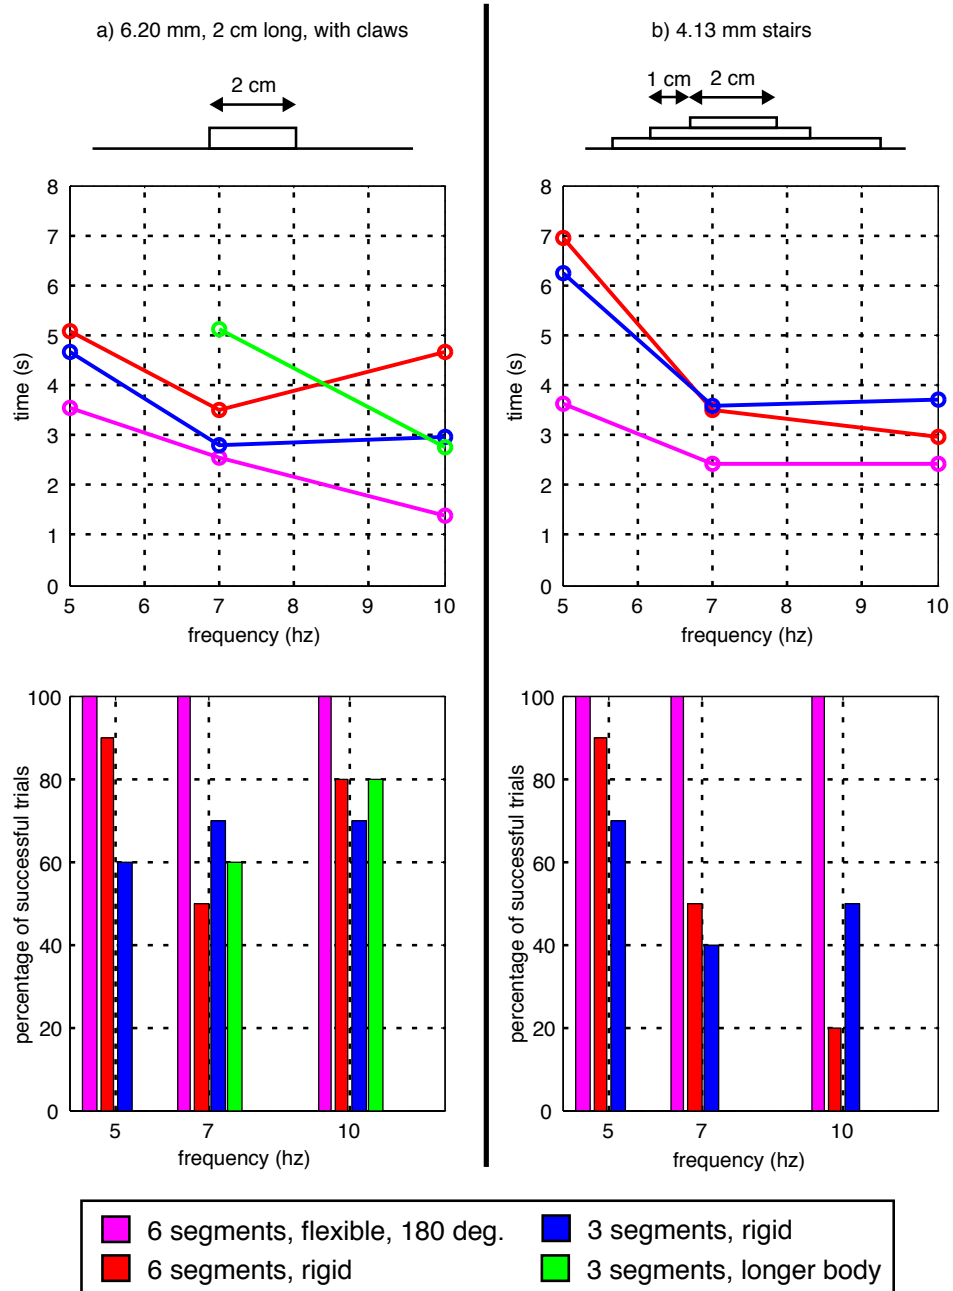 a) 6.20 mm, 2 cm long, with claws
2 cm
8
7
6
5
4
3
2
1
0
time (s)
5 6 7 8 9 10
frequency (hz)
100
80
60
40
20
0
percentage of successful trials
5 7 10
frequency (hz)
b) 4.13 mm stairs
1 cm 2 cm
8
7
6
5
4
3
2
1
0
time (s)
5 6 7 8 9 10
frequency (hz)
100
80
60
40
20
0
percentage of successful trials
5 7 10
frequency (hz)
6 segments, flexible, 180 deg.
6 segments, rigid
3 segments, rigid
3 segments, longer body